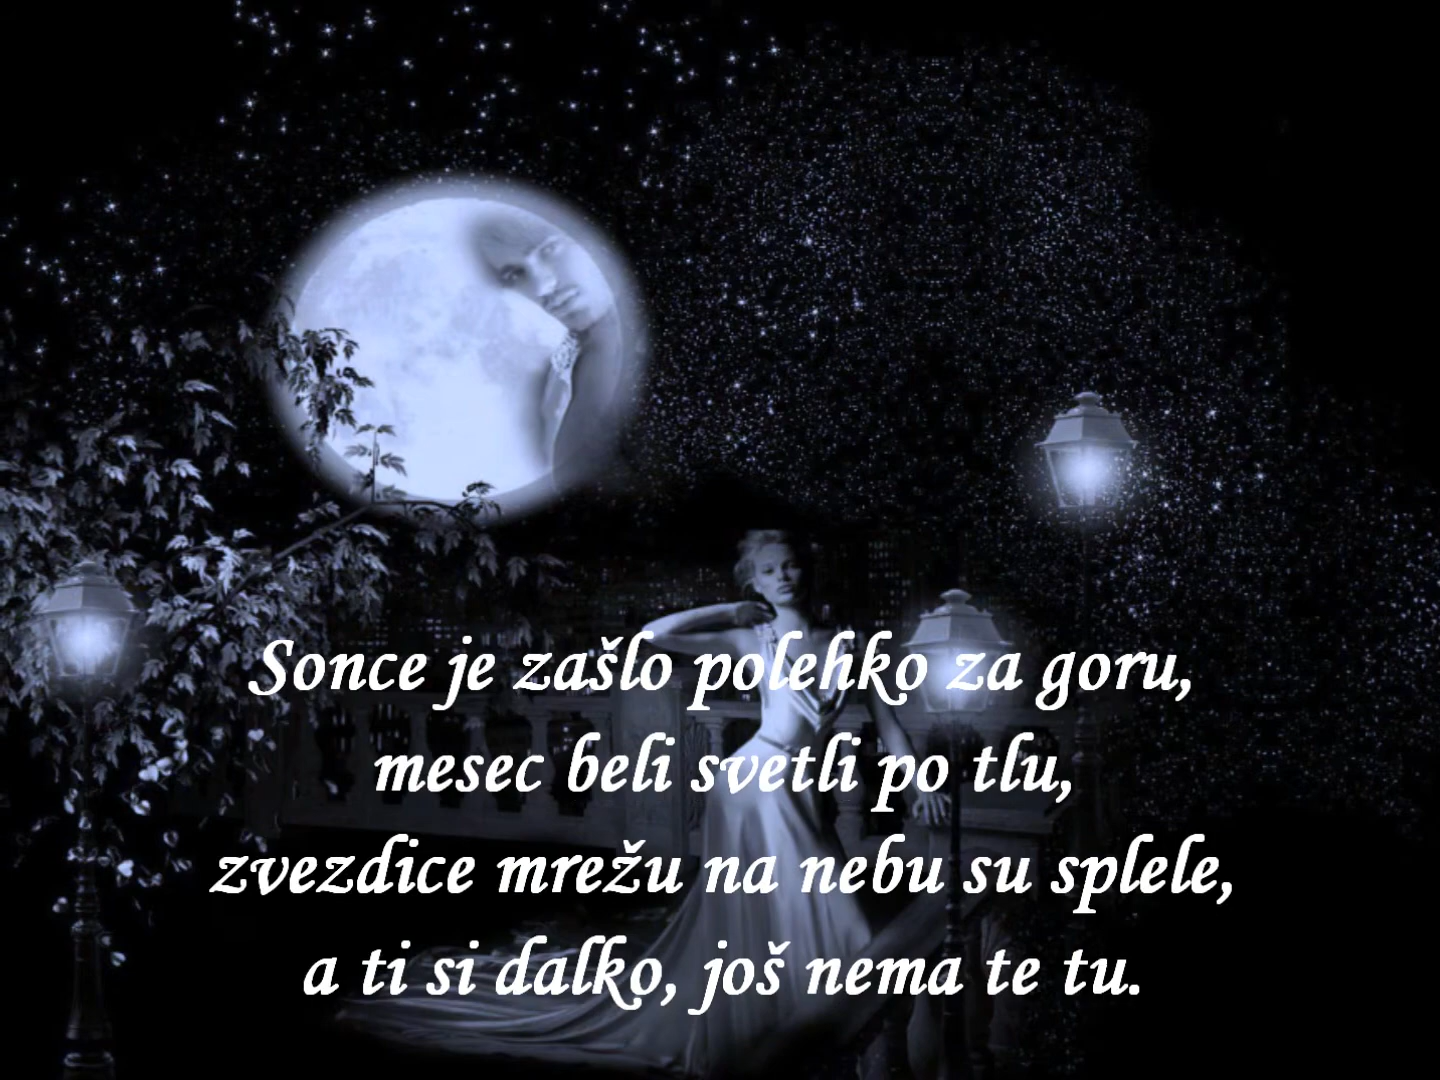 Sonce je zašlo polehko za goru,
mesec beli svetli po tlu,
zvezdice mrežu na nebu su splele,
a ti si dalko, još nema te tu.